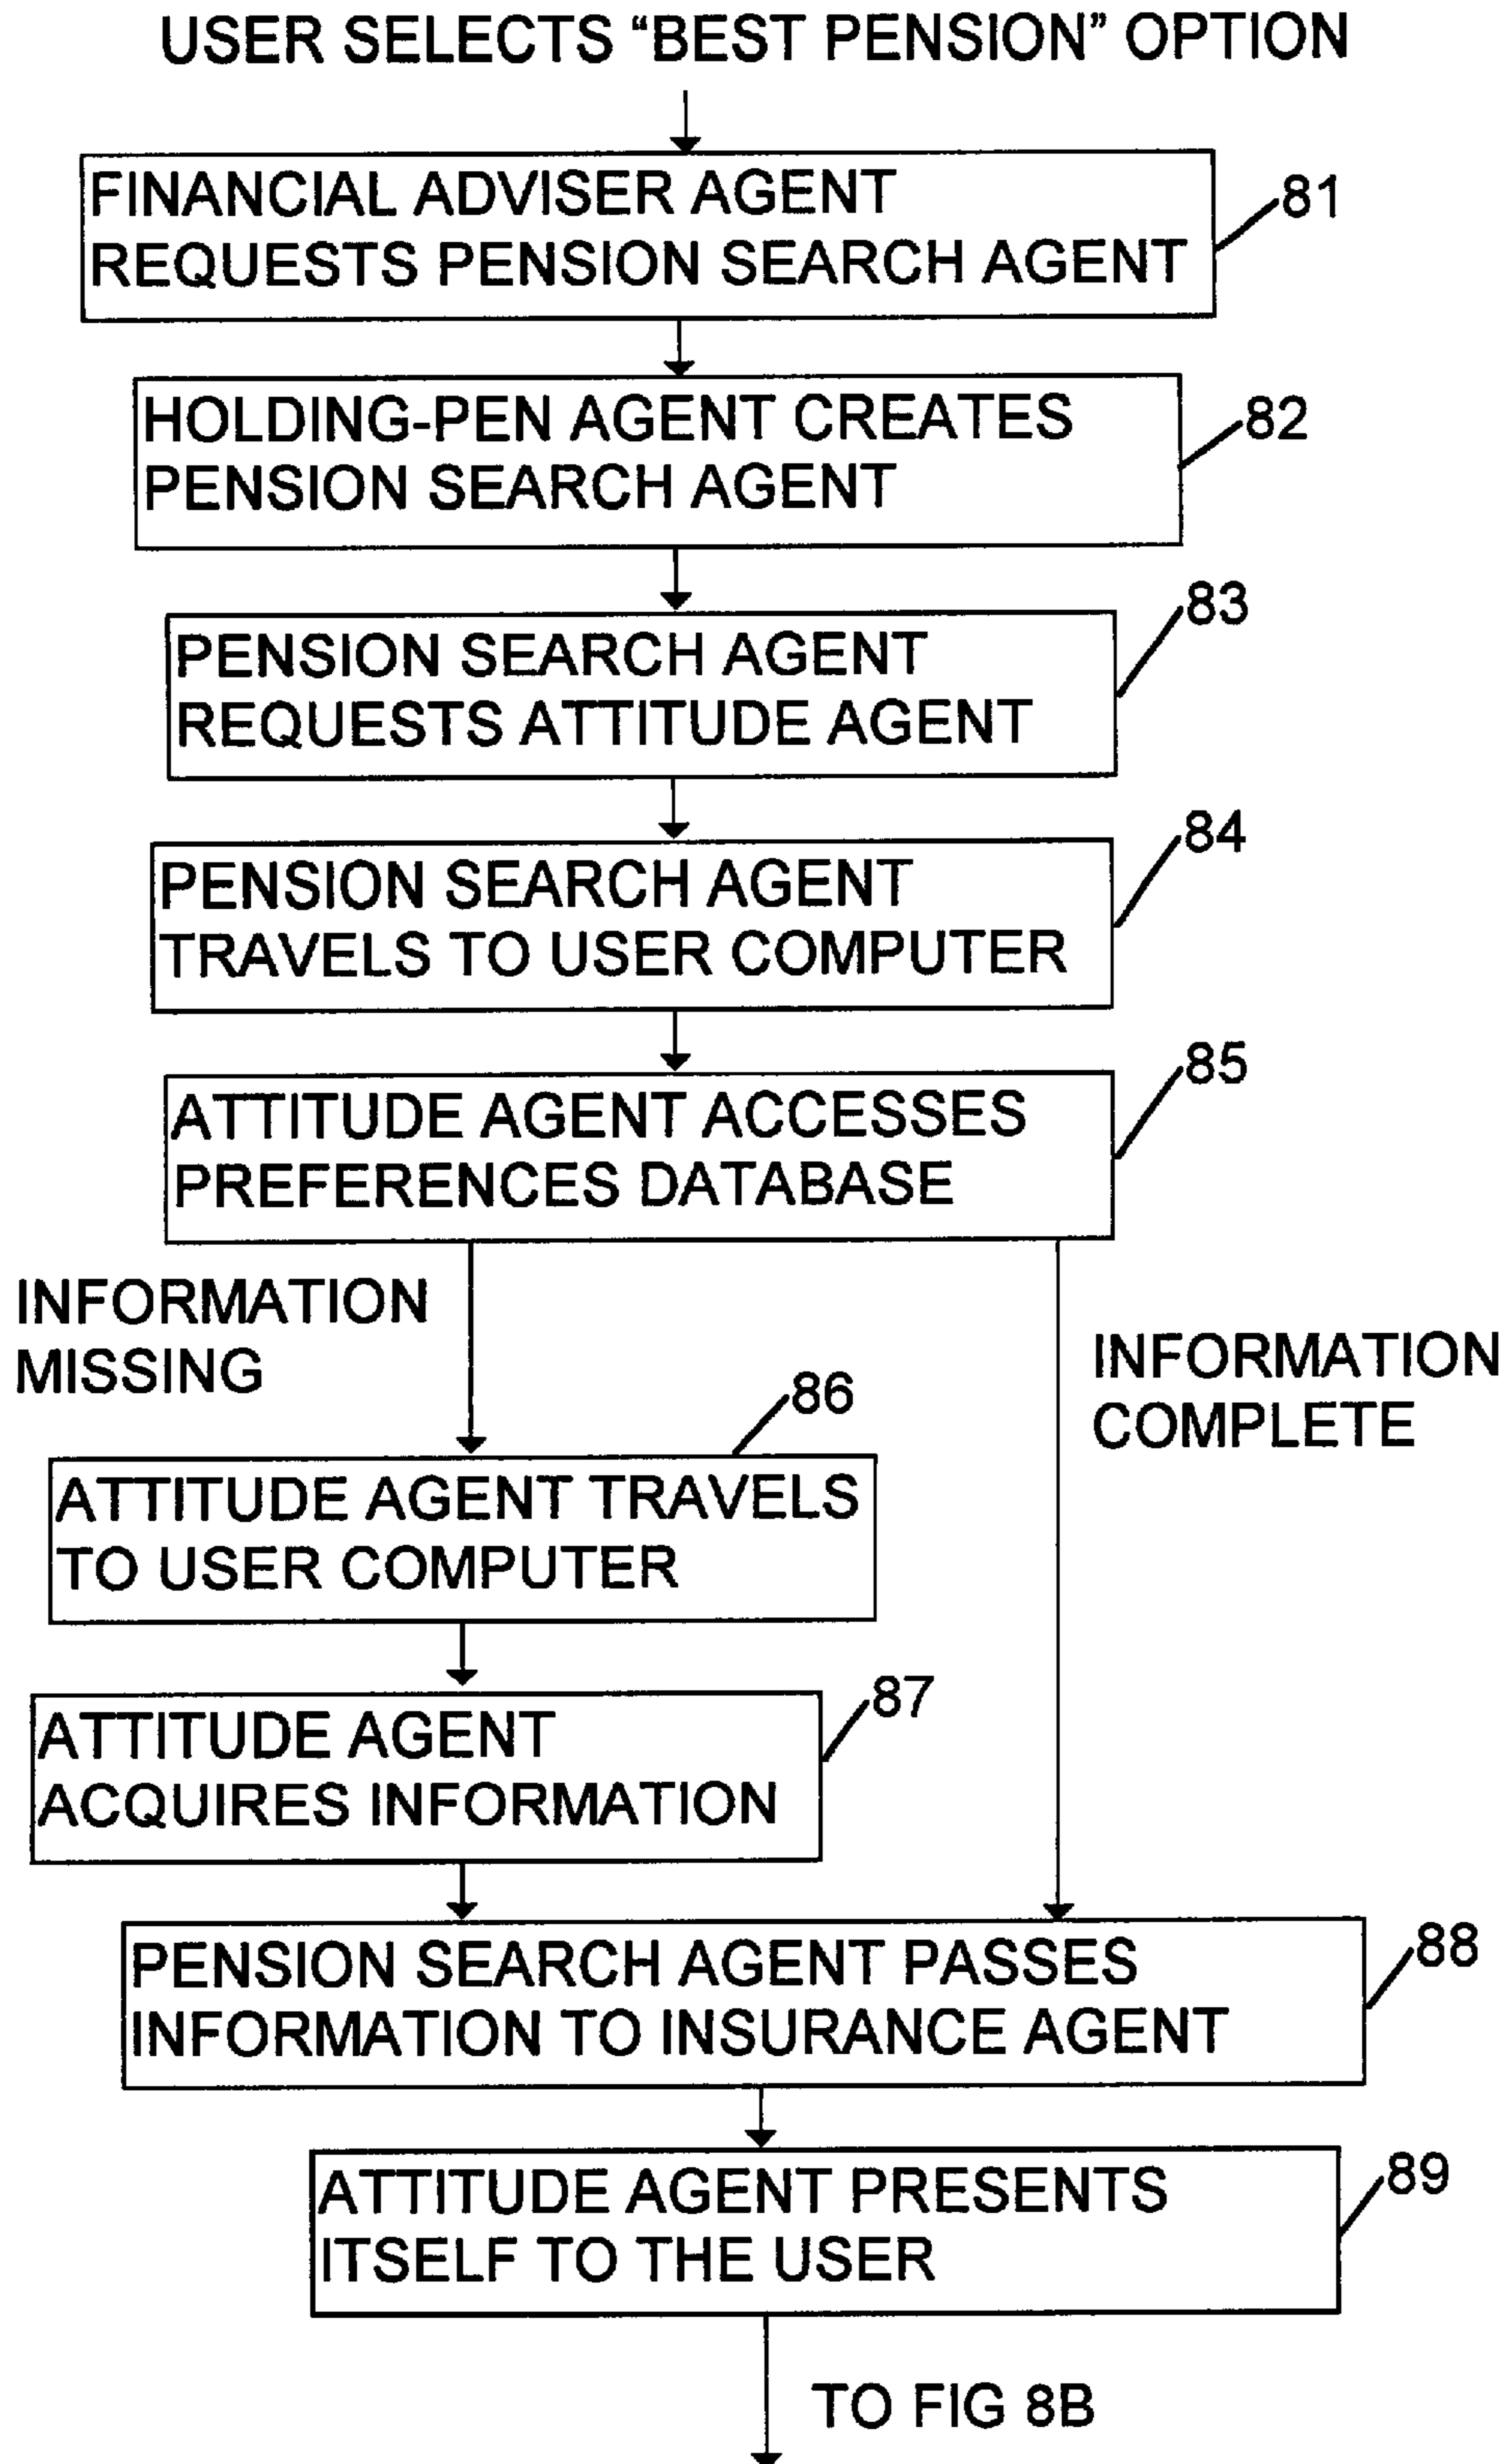 USER SELECTS “BEST PENSION” OPTION
FINANCIAL ADVISER AGENT
REQUESTS PENSION SEARCH AGENT
81
HOLDING-PEN AGENT CREATES
PENSION SEARCH AGENT
82
PENSION SEARCH AGENT
REQUESTS ATTITUDE AGENT
83
PENSION SEARCH AGENT
TRAVELS TO USER COMPUTER
84
ATTITUDE AGENT ACCESSES
PREFERENCES DATABASE
85
INFORMATION
MISSING
INFORMATION
COMPLETE
86
ATTITUDE AGENT TRAVELS
TO USER COMPUTER
ATTITUDE AGENT
ACQUIRES INFORMATION
87
PENSION SEARCH AGENT PASSES
INFORMATION TO INSURANCE AGENT
88
ATTITUDE AGENT PRESENTS
ITSELF TO THE USER
89
TO FIG 8B